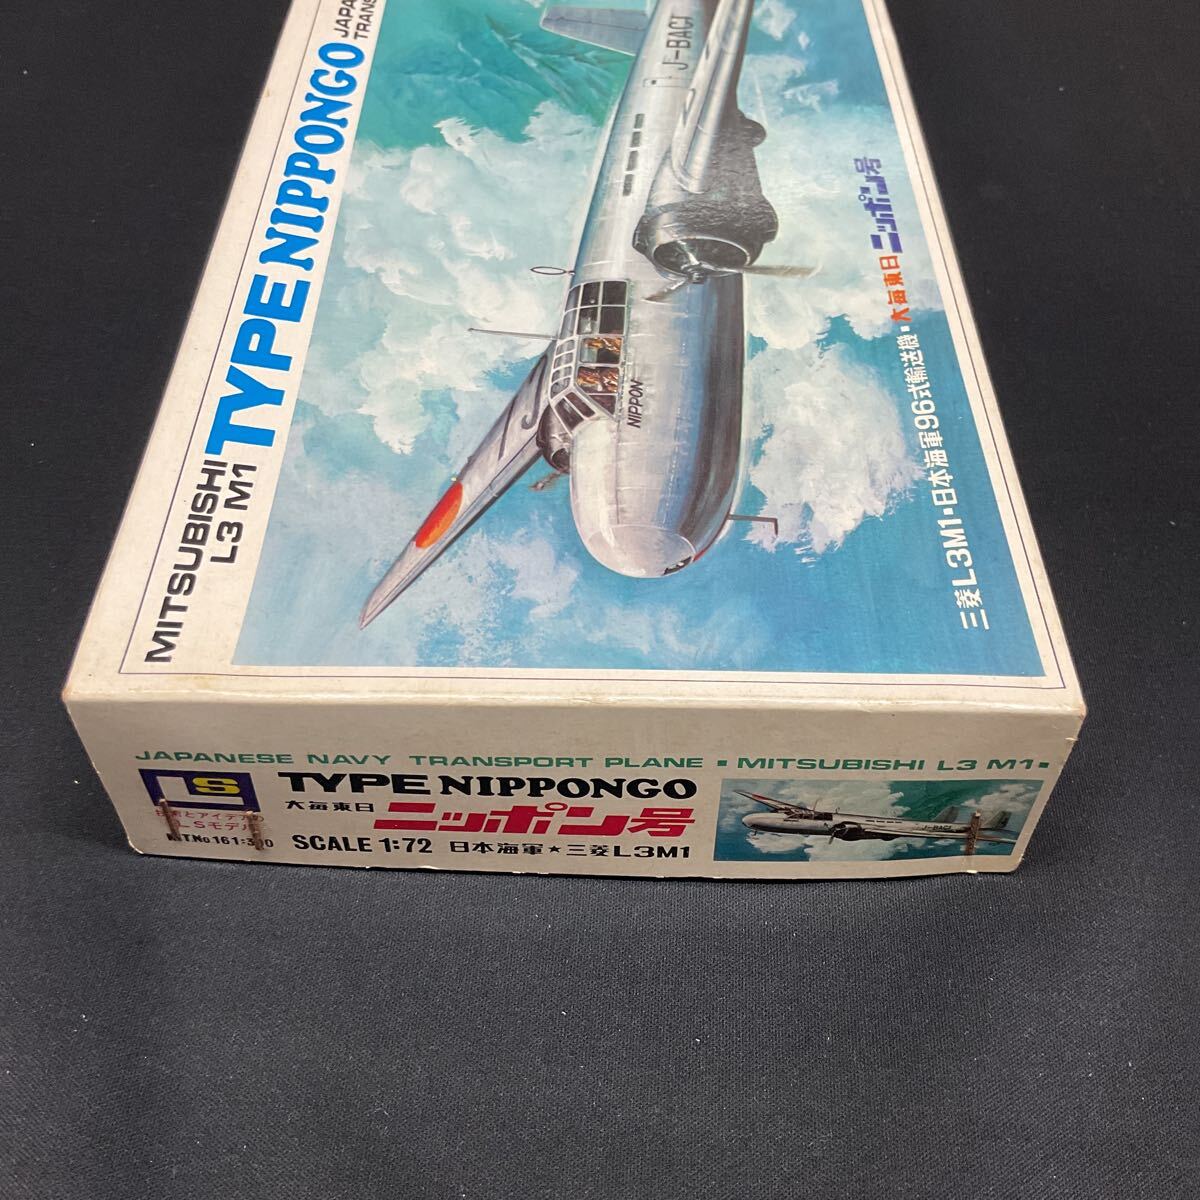 MITSUBISHI
L3 M1
TYPE NIPPONGO
J-BACI
NIPPON
三菱L3M1・日本海軍96式輸送機・大毎東日ニッポン号
JAPANESE NAVY TRANSPORT PLANE ▪ MITSUBISHI L3 M1▪
LS
TYPE NIPPONGO
大毎東日
ニッポン号
SCALE 1:72 日本海軍★三菱L3M1
J-BACI